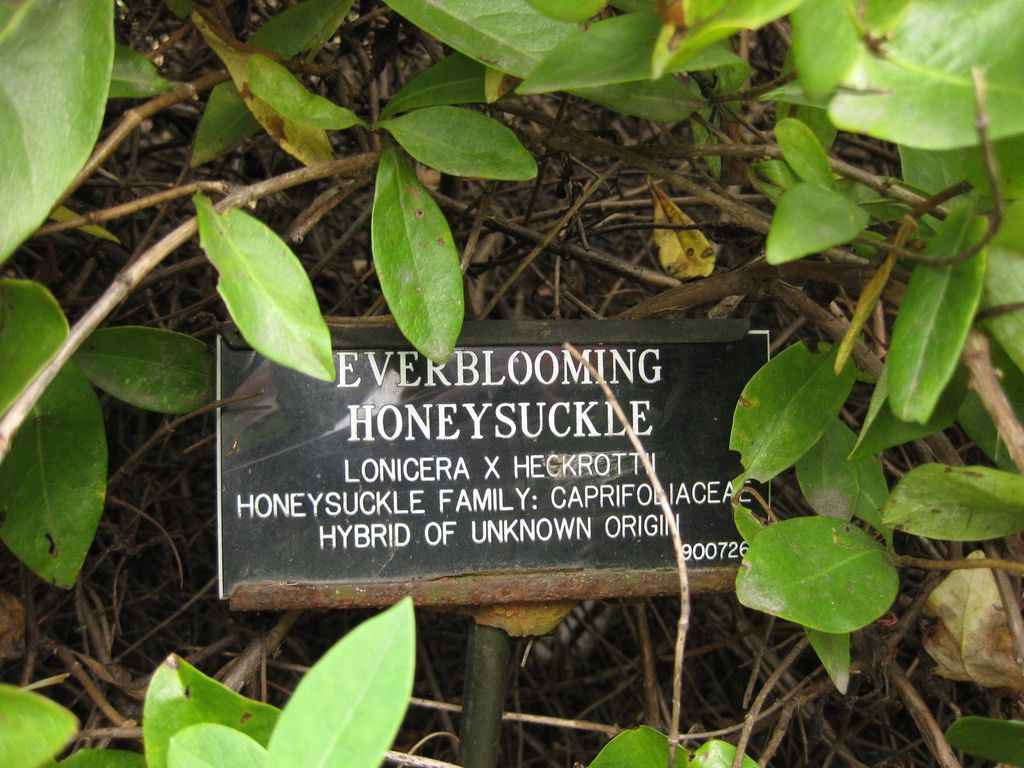 EVERBLOOMING
HONEYSUCKLE
LONICERA X HECKROTTII
HONEYSUCKLE FAMILY: CAPRIFOLIACEAE
HYBRID OF UNKNOWN ORIGIN
900726